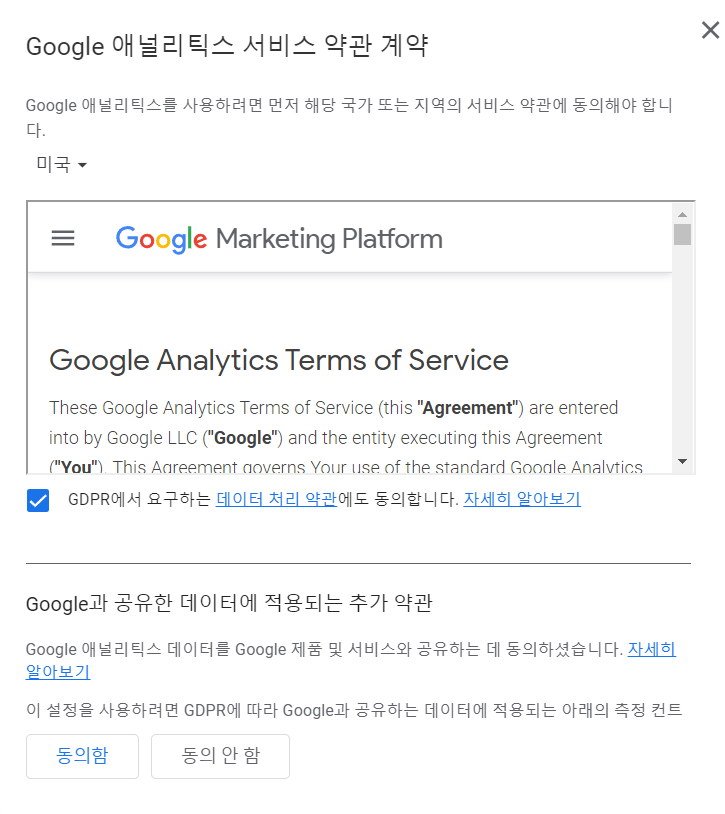 Google 애널리틱스 서비스 약관 계약
Google 애널리틱스를 사용하려면 먼저 해당 국가 또는 지역의 서비스 약관에 동의해야 합니
다.
미국
Google Marketing Platform
Google Analytics Terms of Service
These Google Analytics Terms of Service (this "Agreement") are entered
into by Google LLC ("Google") and the entity executing this Agreement
("You"). This Agreement governs Your use of the standard Google Analytics
GDPR에서 요구하는 데이터 처리 약관에도 동의합니다. 자세히 알아보기
Google과 공유한 데이터에 적용되는 추가 약관
Google 애널리틱스 데이터를 Google 제품 및 서비스와 공유하는 데 동의하셨습니다. 자세히
알아보기
이 설정을 사용하려면 GDPR에 따라 Google과 공유하는 데이터에 적용되는 아래의 측정 컨트
동의함 동의 안 함